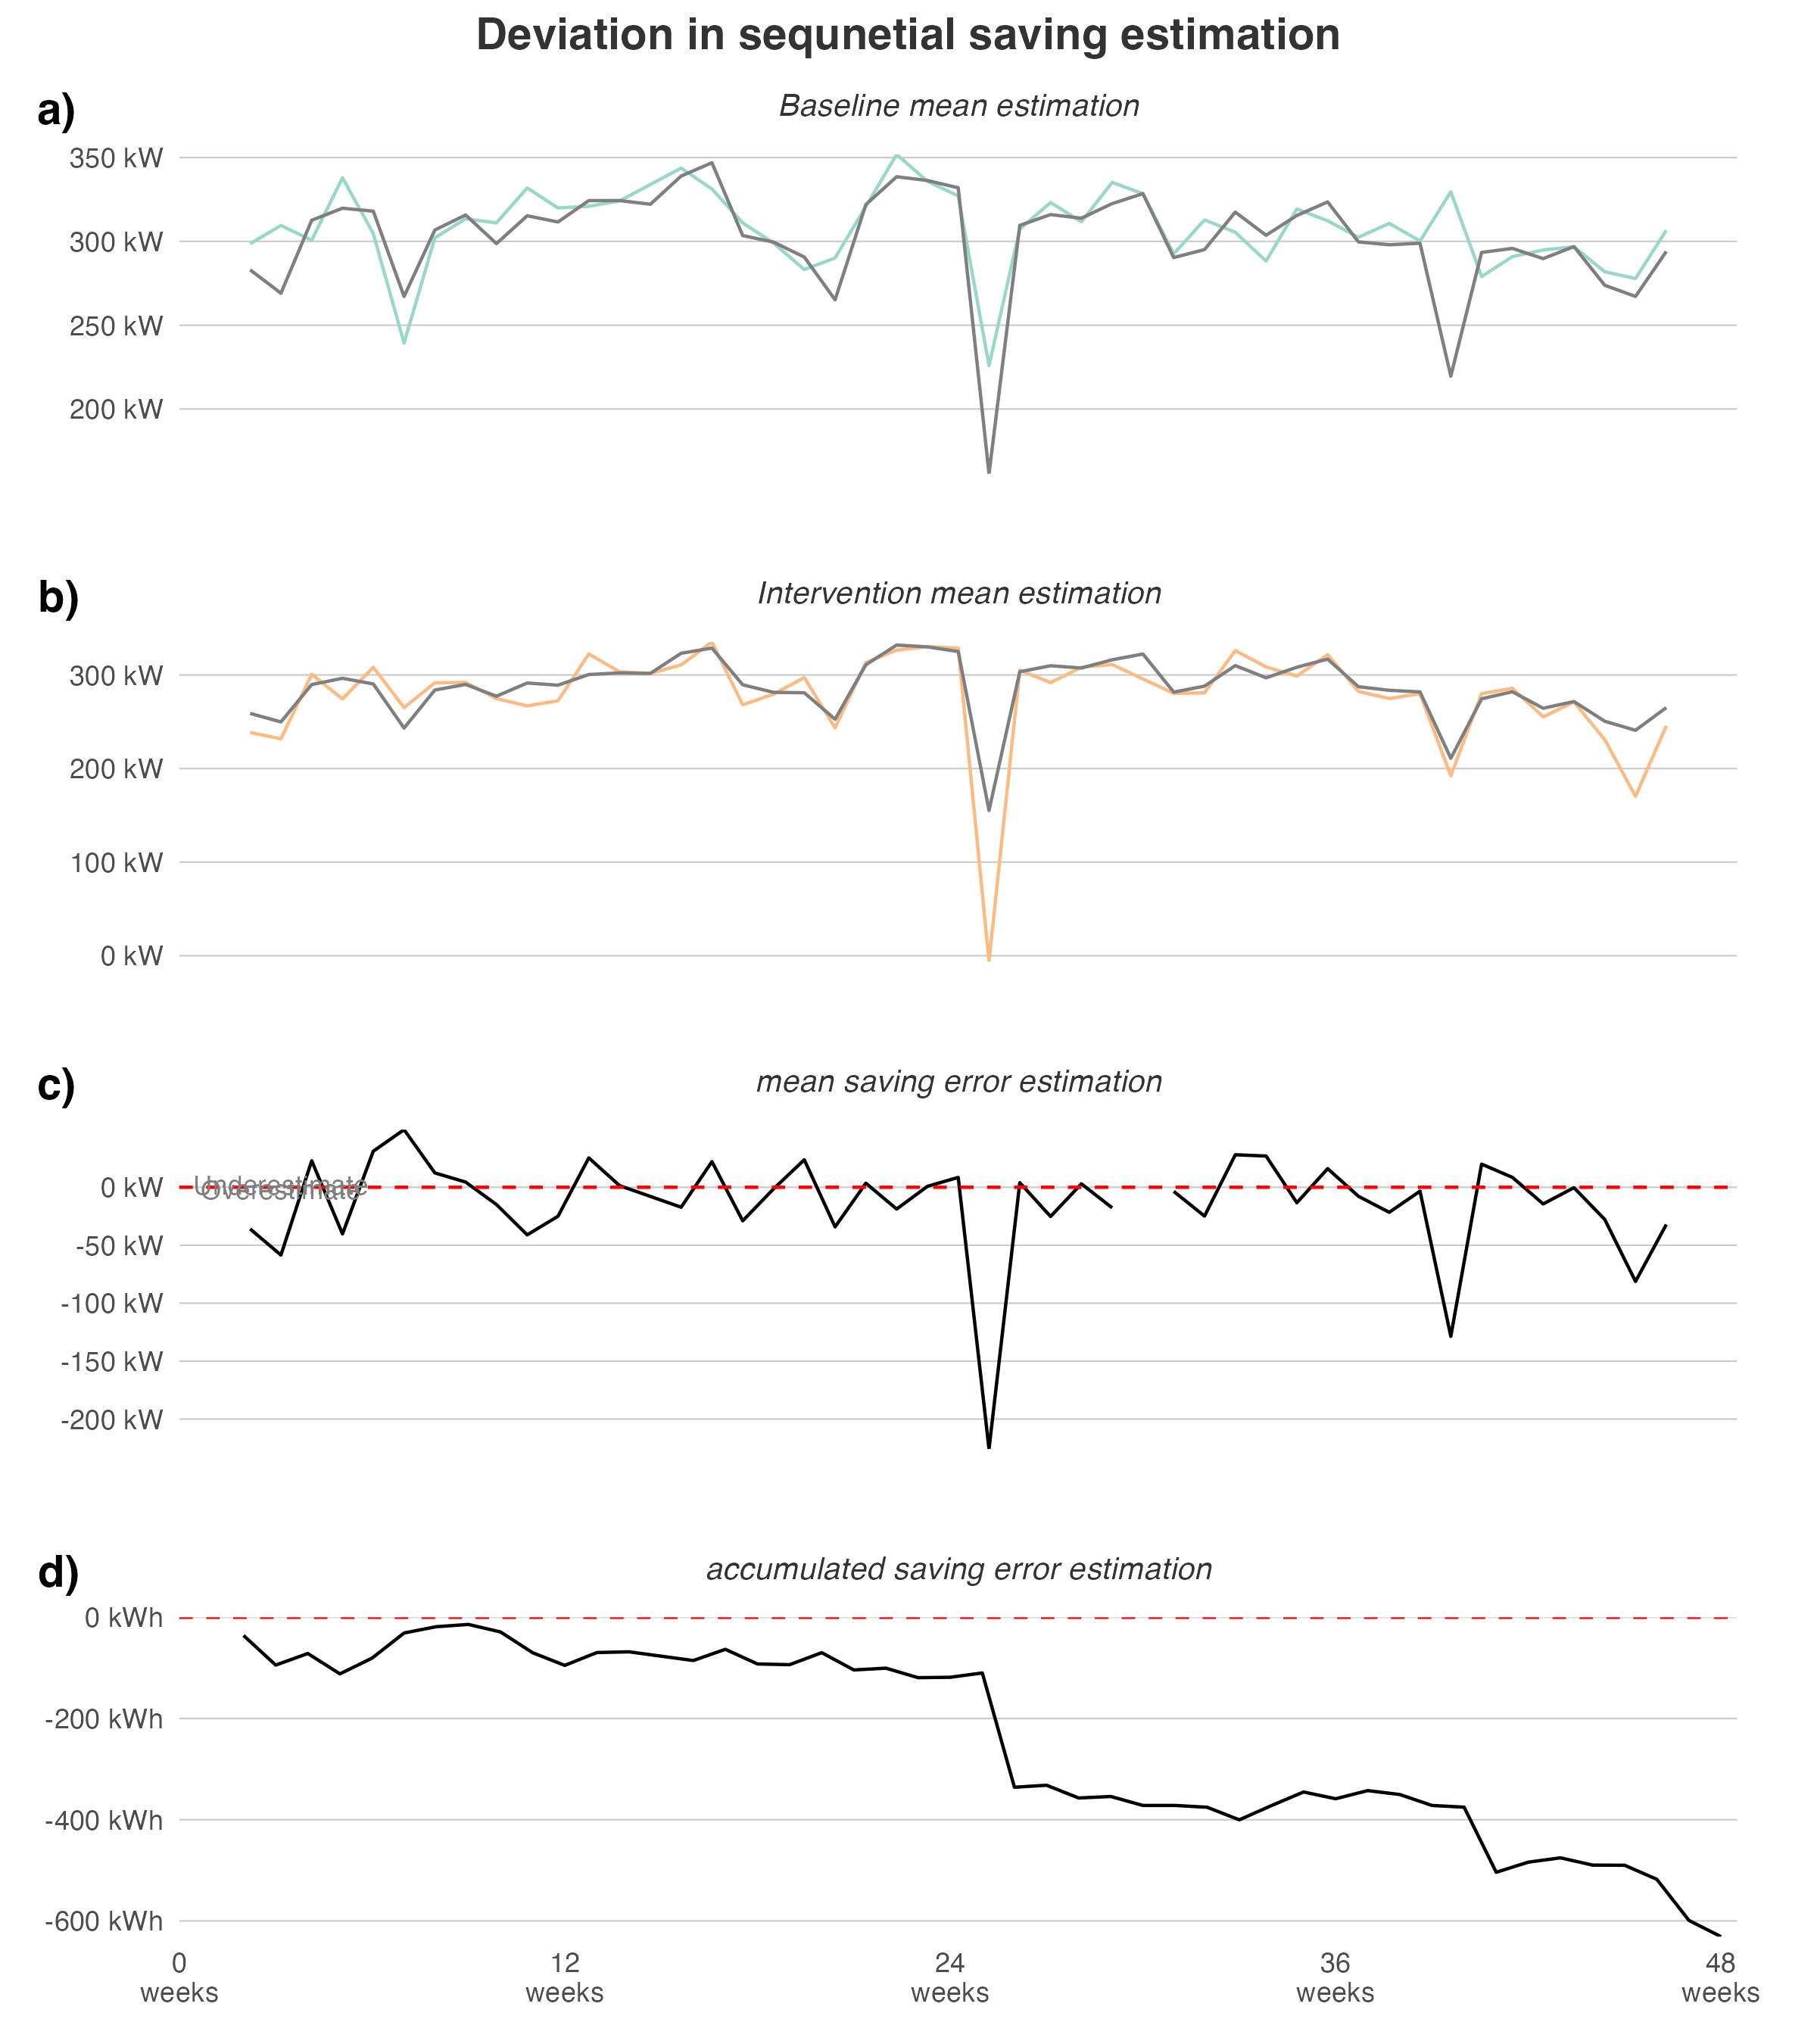 Deviation in sequnetial saving estimation
a)
Baseline mean estimation
350 kW
300 kW
250 kW
200 kW
b)
Intervention mean estimation
300 kW
200 kW
100 kW
0 kW
c)
mean saving error estimation
Underestimate
Overestimate
0 kW
-50 kW
-100 kW
-150 kW
-200 kW
d)
accumulated saving error estimation
0 kWh
-200 kWh
-400 kWh
-600 kWh
0 12 24 36 48
weeks weeks weeks weeks weeks